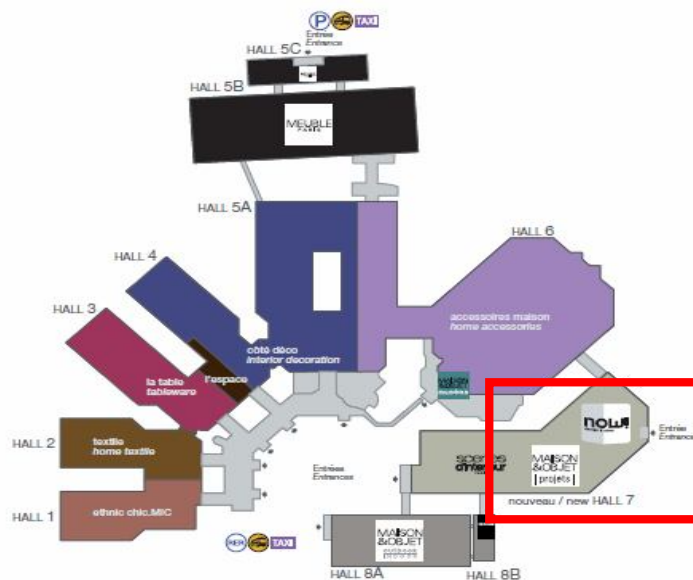 P TAXI
Entrée
Entrance
HALL 5C
HALL 5B
MEUBLE
PARIS
HALL 5A
HALL 6
HALL 4
HALL 3
accessoires maison
home accessories
côté déco
interior decoration
l'espace
la table
tableware
now!
Entrée
Entrance
HALL 2
textile
home textile
scènes
d'intérieur
MAISON
&OBJET
| projets |
Entrées
Entrances
nouveau / new HALL 7
HALL 1
ethnic chic.MIC
MAISON
&OBJET
RER TAXI
HALL 8A
HALL 8B